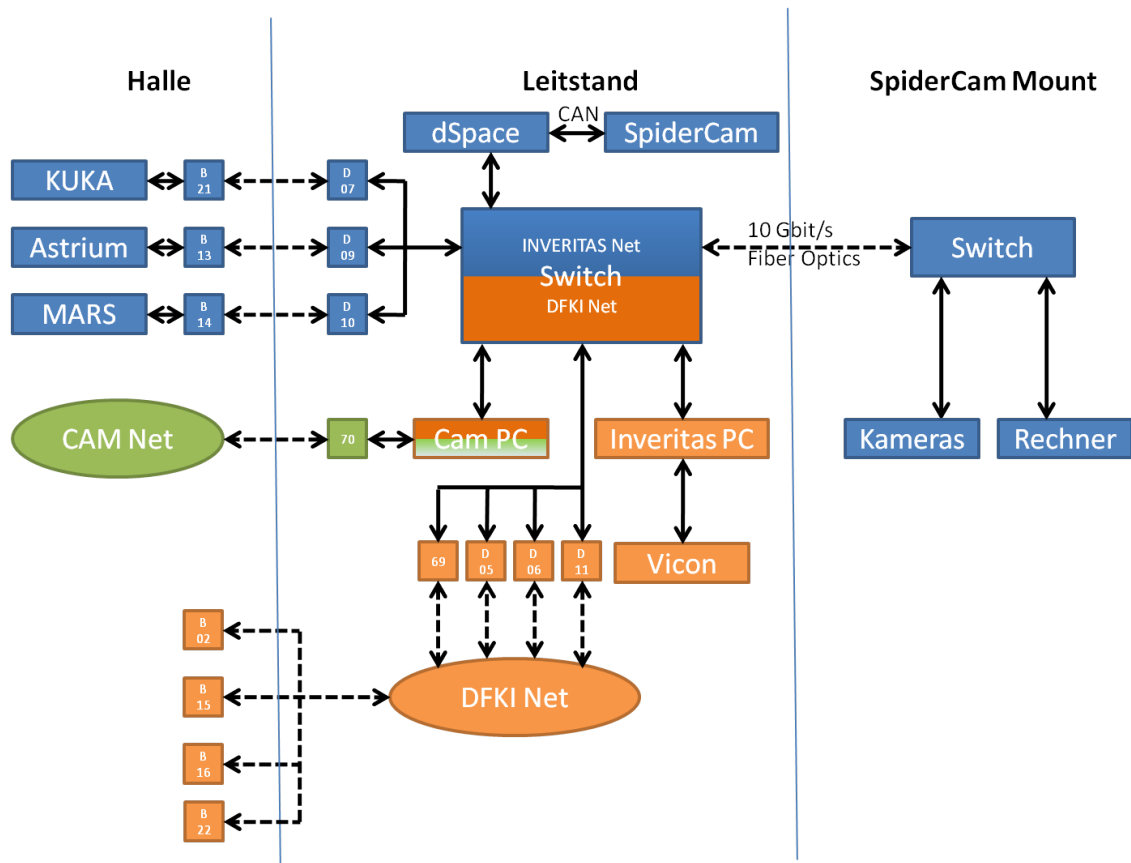 Halle
Leitstand
SpiderCam Mount
CAN
dSpace
SpiderCam
KUKA
B
21
D
07
Astrium
B
13
D
09
INVERITAS Net
Switch
DFKI Net
10 Gbit/s
Fiber Optics
Switch
MARS
B
14
D
10
CAM Net
70
Cam PC
Inveritas PC
Kameras
Rechner
69
D
05
D
06
D
11
Vicon
B
02
B
15
DFKI Net
B
16
B
22